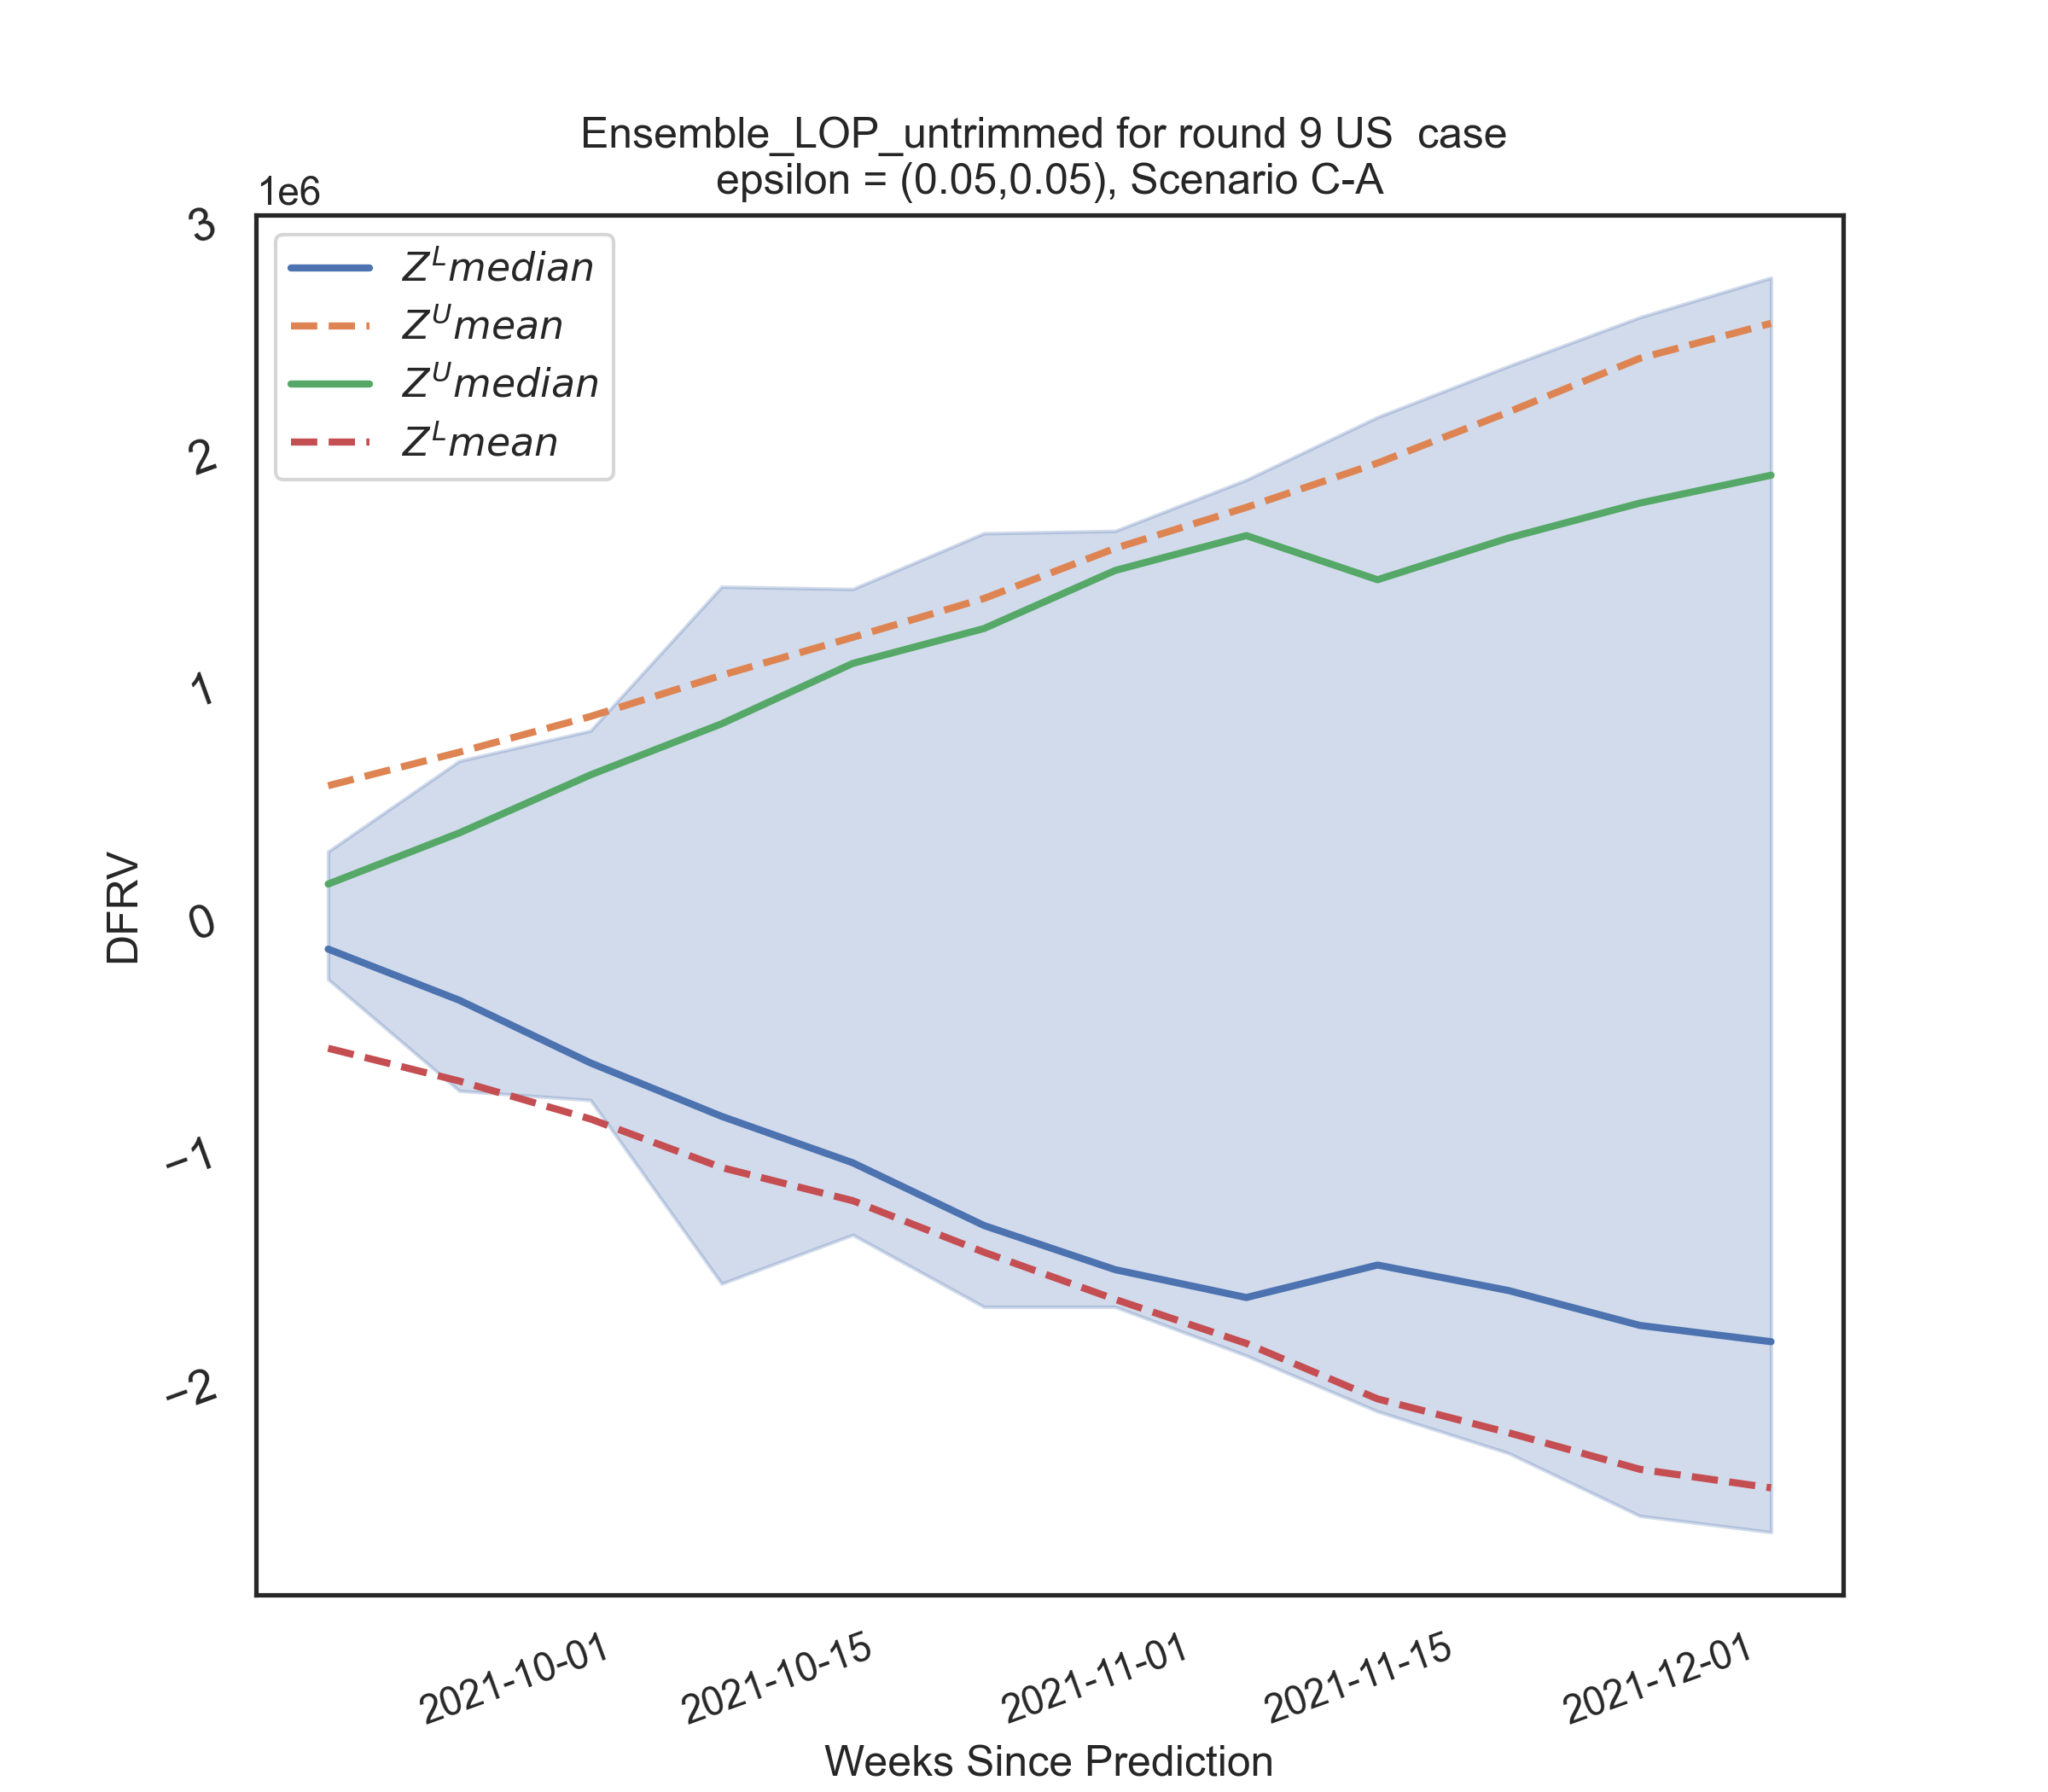 Ensemble_LOP_untrimmed for round 9 US  case
epsilon = (0.05,0.05), Scenario C-A
1e6
3
2
1
0
−1
−2
DFRV
Z^L median
Z^U mean
Z^U median
Z^L mean
2021-10-01
2021-10-15
2021-11-01
2021-11-15
2021-12-01
Weeks Since Prediction